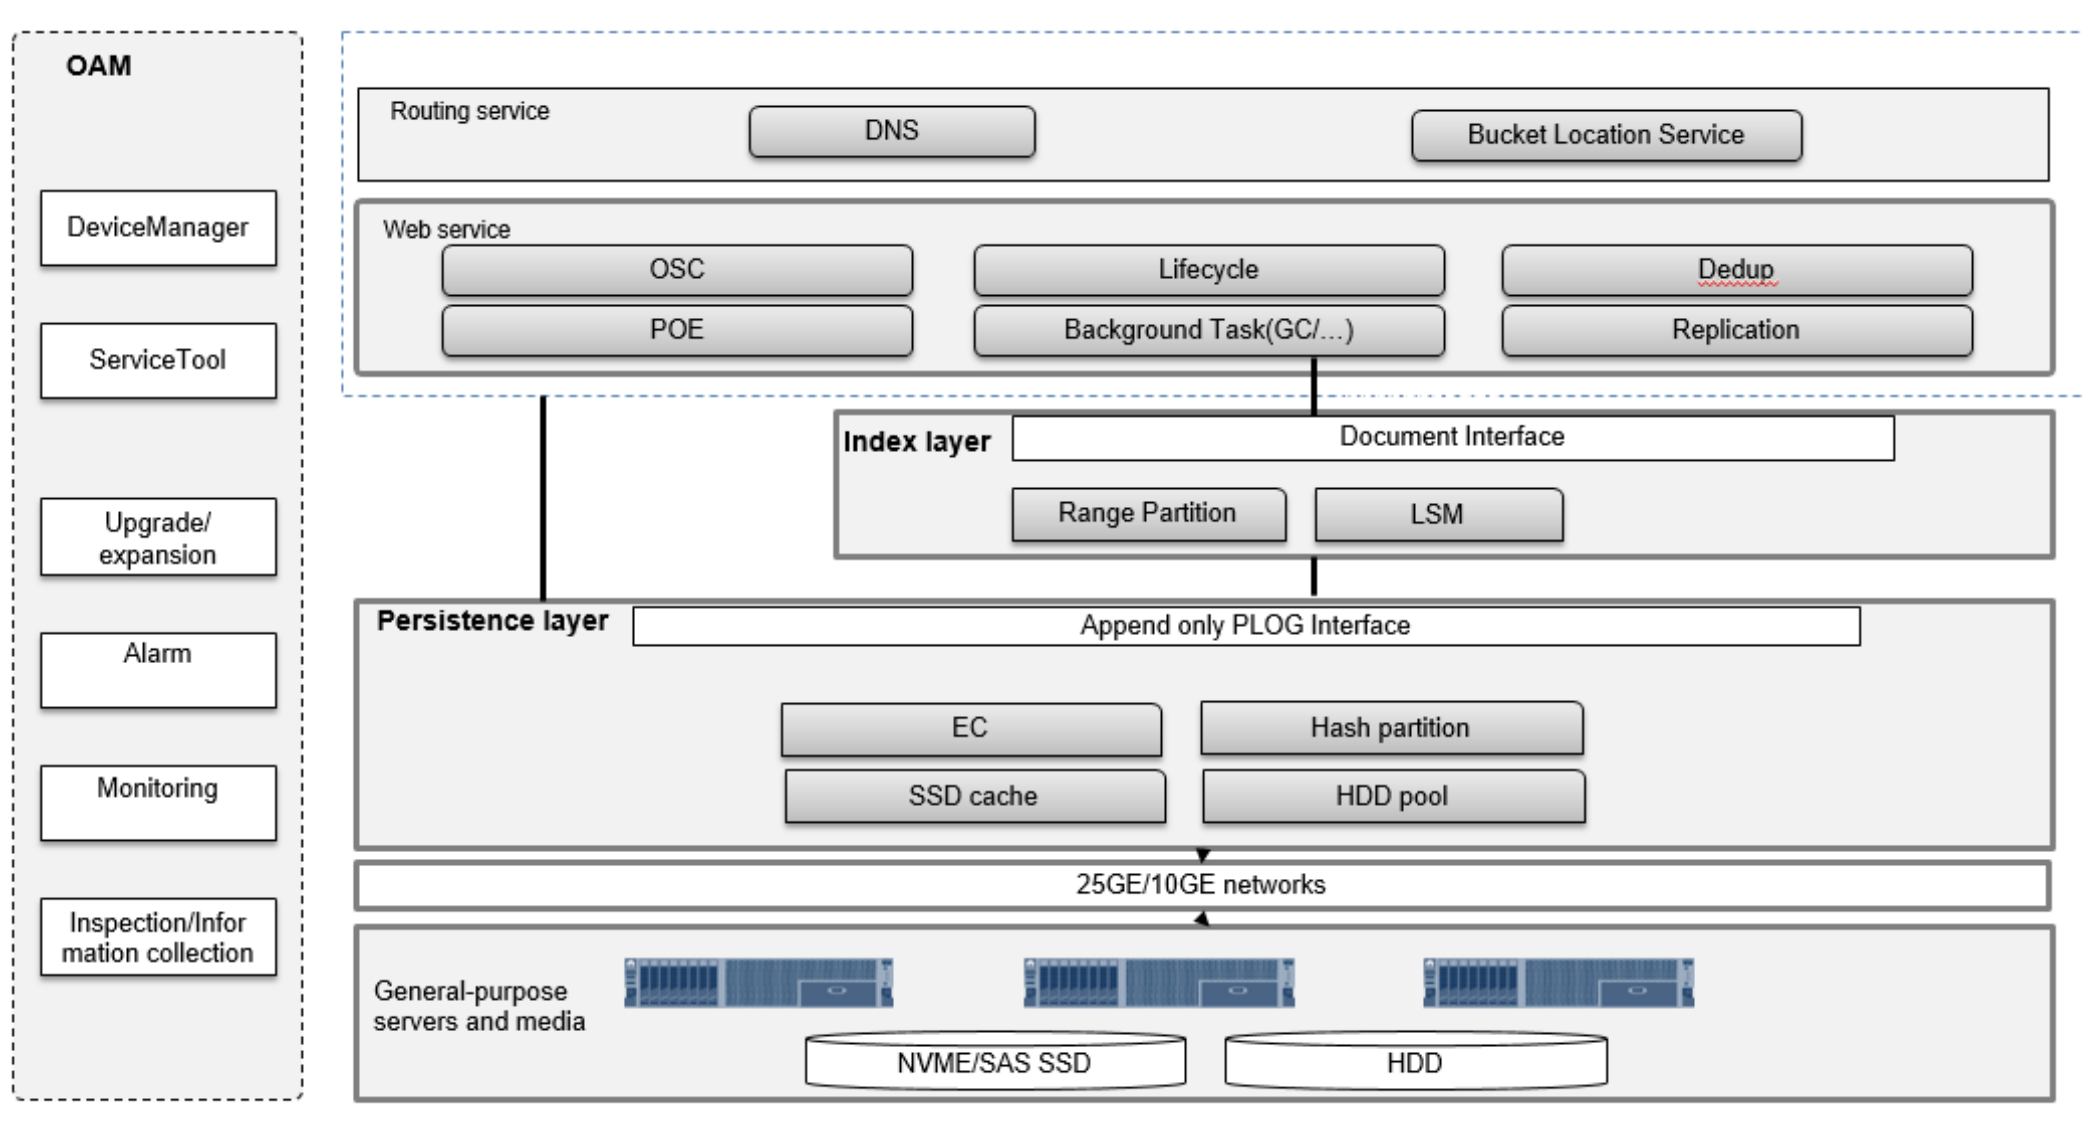 OAM
DeviceManager
ServiceTool
Upgrade/
expansion
Alarm
Monitoring
Inspection/Infor
mation collection
Routing service
DNS
Bucket Location Service
Web service
OSC
Lifecycle
Dedup
POE
Background Task(GC/...)
Replication
Index layer
Document Interface
Range Partition
LSM
Persistence layer
Append only PLOG Interface
EC
Hash partition
SSD cache
HDD pool
25GE/10GE networks
General-purpose
servers and media
NVME/SAS SSD
HDD